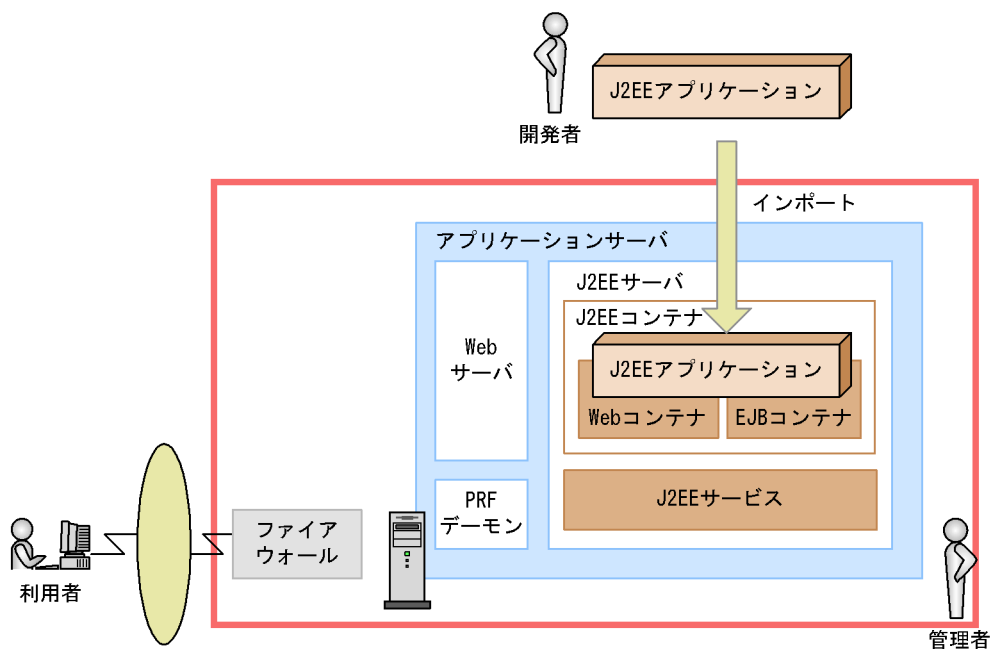 J2EEアプリケーション
開発者
インポート
アプリケーションサーバ
J2EEサーバ
J2EEコンテナ
Web
サーバ
J2EEアプリケーション
Webコンテナ
EJBコンテナ
PRF
デーモン
J2EEサービス
ファイア
ウォール
利用者
管理者